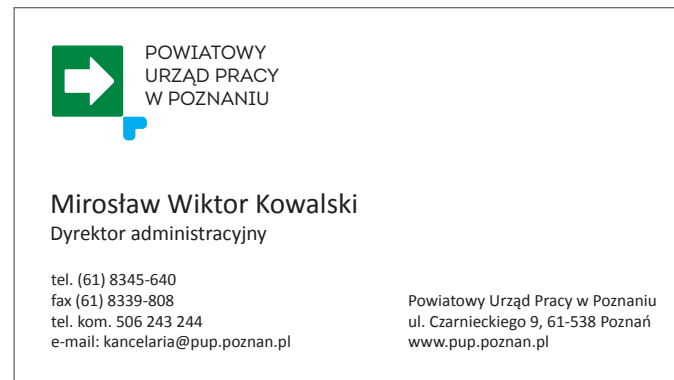 POWIATOWY
URZĄD PRACY
W POZNANIU
Mirosław Wiktor Kowalski
Dyrektor administracyjny
tel. (61) 8345-640
fax (61) 8339-808
tel. kom. 506 243 244
e-mail: kancelaria@pup.poznan.pl
Powiatowy Urząd Pracy w Poznaniu
ul. Czarnieckiego 9, 61-538 Poznań
www.pup.poznan.pl